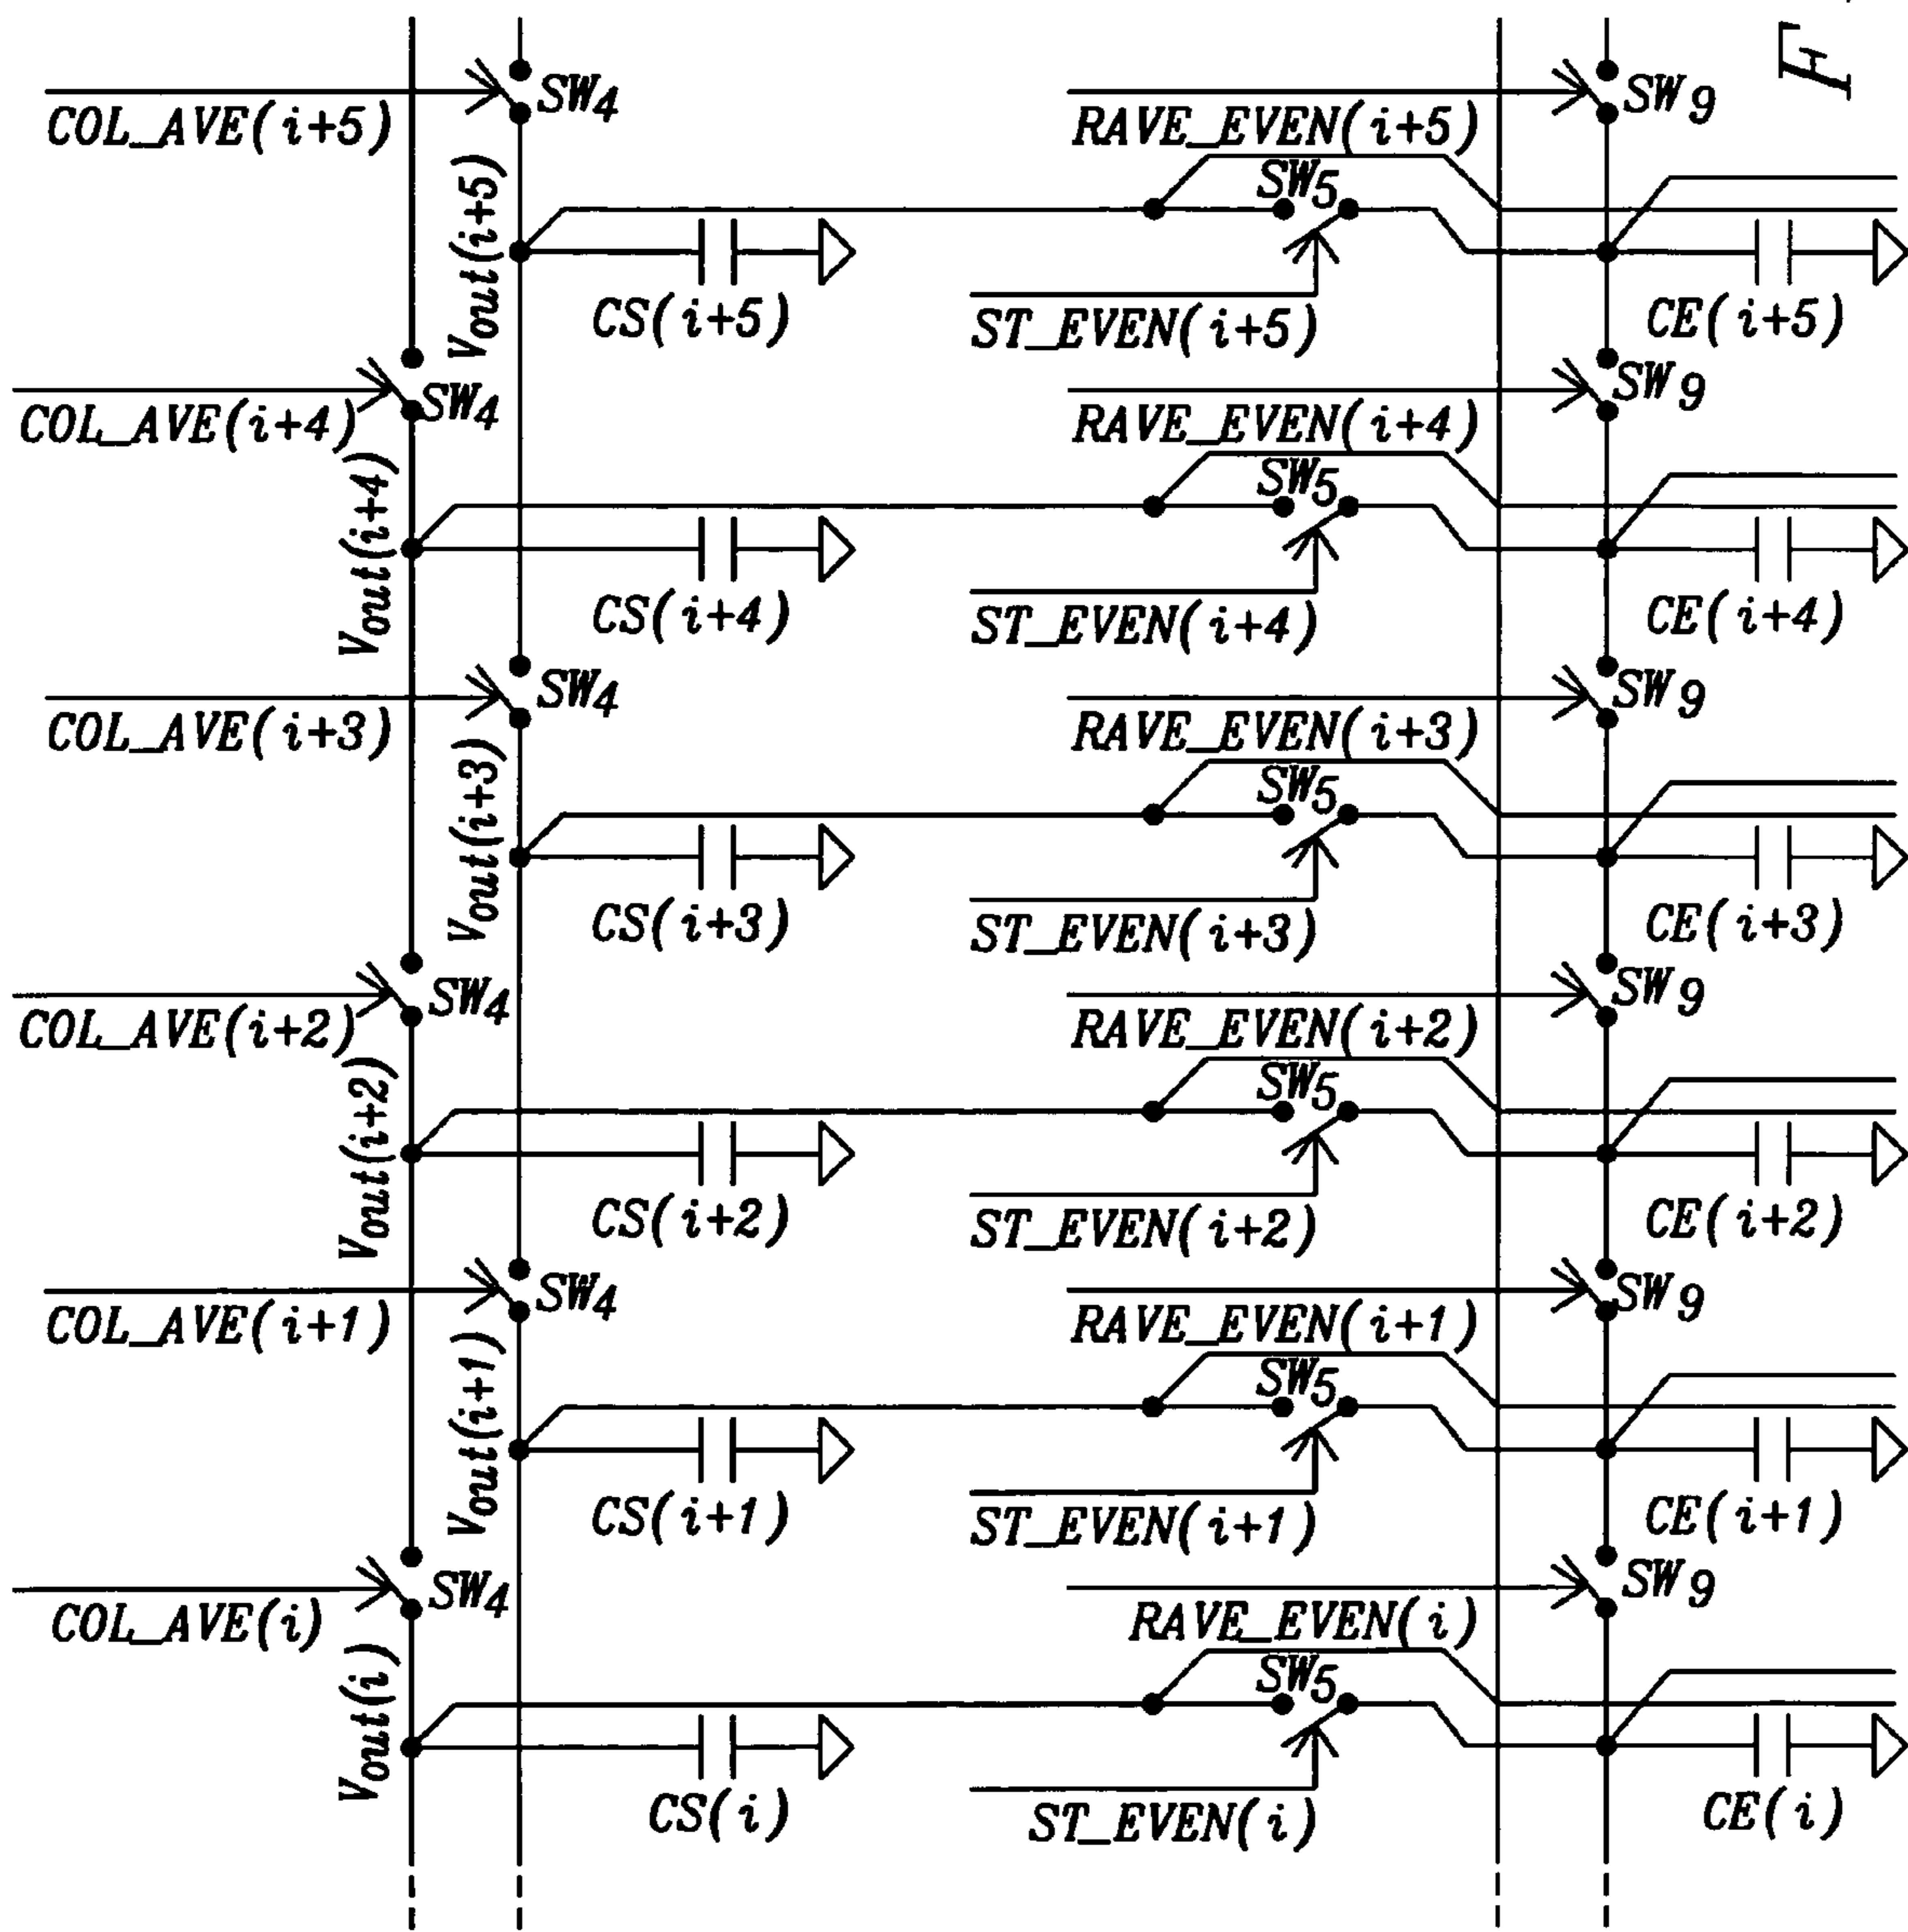 F
SW4
SW9
COL_AVE(i+5)
RAVE_EVEN(i+5)
Vout(i+5)
SW5
CS(i+5)
ST_EVEN(i+5)
CE(i+5)
SW4
SW9
COL_AVE(i+4)
RAVE_EVEN(i+4)
Vout(i+4)
SW5
CS(i+4)
ST_EVEN(i+4)
CE(i+4)
SW4
SW9
COL_AVE(i+3)
RAVE_EVEN(i+3)
Vout(i+3)
SW5
CS(i+3)
ST_EVEN(i+3)
CE(i+3)
SW4
SW9
COL_AVE(i+2)
RAVE_EVEN(i+2)
Vout(i+2)
SW5
CS(i+2)
ST_EVEN(i+2)
CE(i+2)
SW4
SW9
COL_AVE(i+1)
RAVE_EVEN(i+1)
Vout(i+1)
SW5
CS(i+1)
ST_EVEN(i+1)
CE(i+1)
SW4
SW9
COL_AVE(i)
RAVE_EVEN(i)
Vout(i)
SW5
CS(i)
ST_EVEN(i)
CE(i)